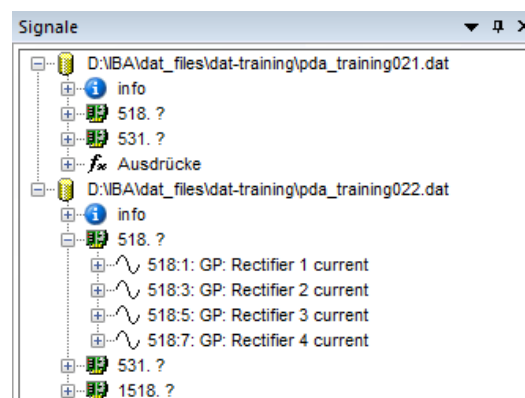 Signale
D:\IBA\dat_files\dat-training\pda_training021.dat
info
518. ?
531. ?
fx Ausdrücke
D:\IBA\dat_files\dat-training\pda_training022.dat
info
518. ?
518:1: GP: Rectifier 1 current
518:3: GP: Rectifier 2 current
518:5: GP: Rectifier 3 current
518:7: GP: Rectifier 4 current
531. ?
1518. ?